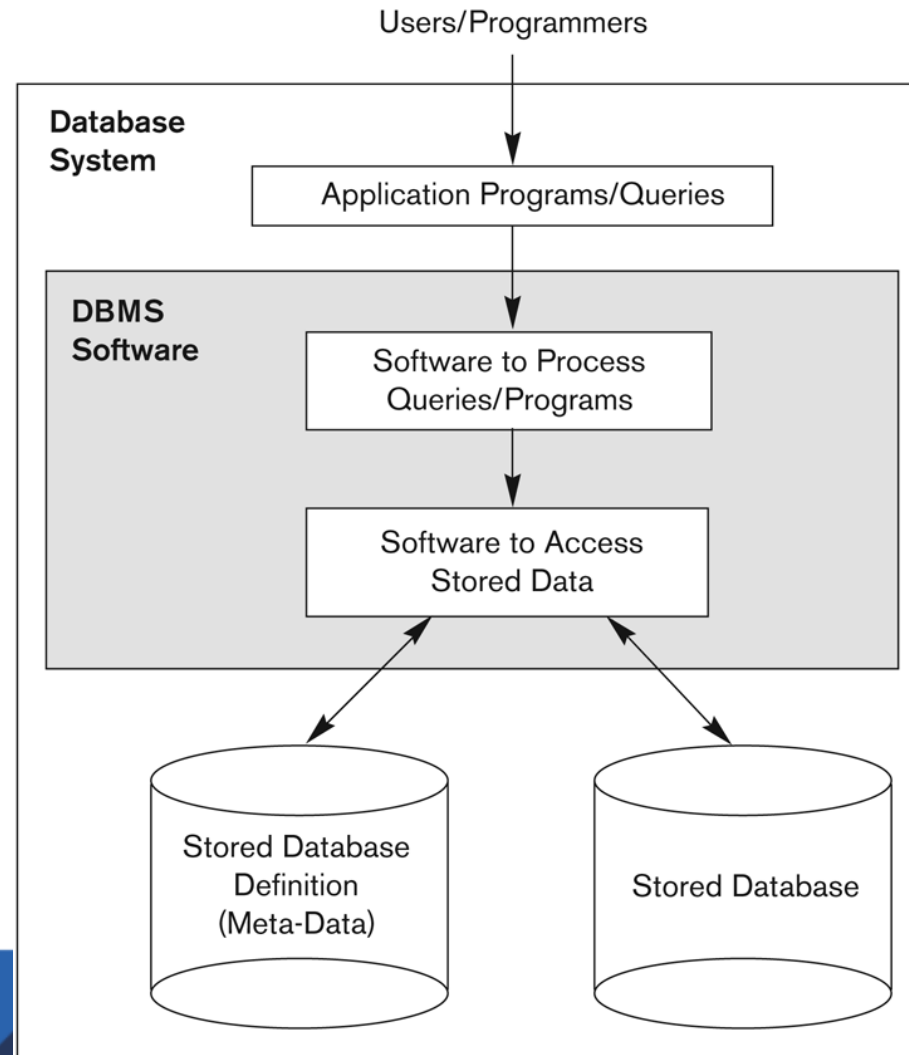 Users/Programmers
Database
System
Application Programs/Queries
DBMS
Software
Software to Process
Queries/Programs
Software to Access
Stored Data
Stored Database
Definition
(Meta-Data)
Stored Database